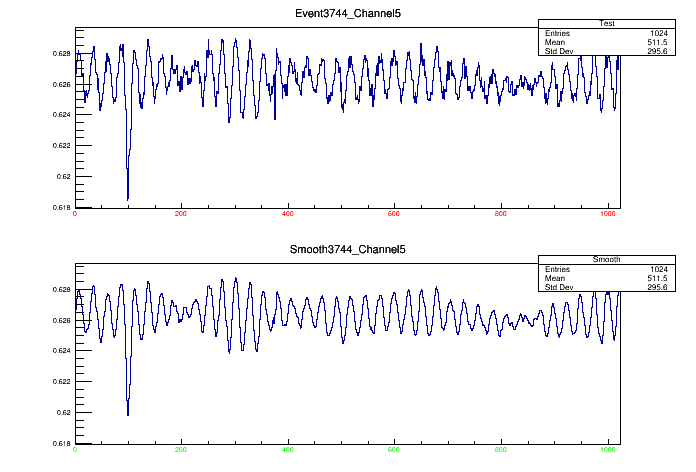 Event3744_Channel5
Test
Entries 1024
Mean 511.5
Std Dev 295.6
0.628
0.626
0.624
0.622
0.62
0.618
0 200 400 600 800 1000
Smooth3744_Channel5
Smooth
Entries 1024
Mean 511.5
Std Dev 295.6
0.628
0.626
0.624
0.622
0.62
0.618
0 200 400 600 800 1000